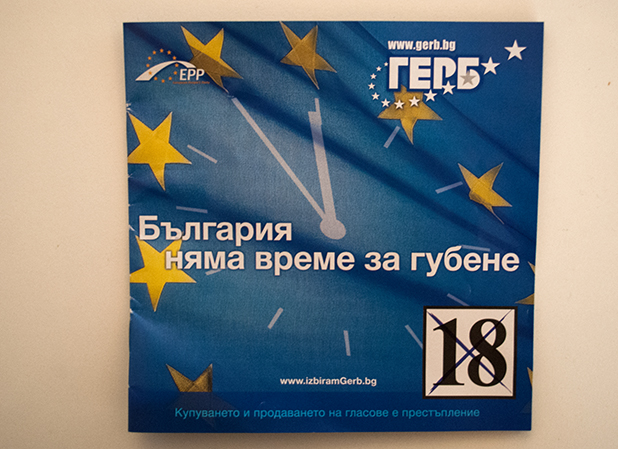 EPP
www.gerb.bg
ГЕРБ
България
няма време за губене
18
www.izbiramGerb.bg
Купуването и продаването на гласове е престъпление